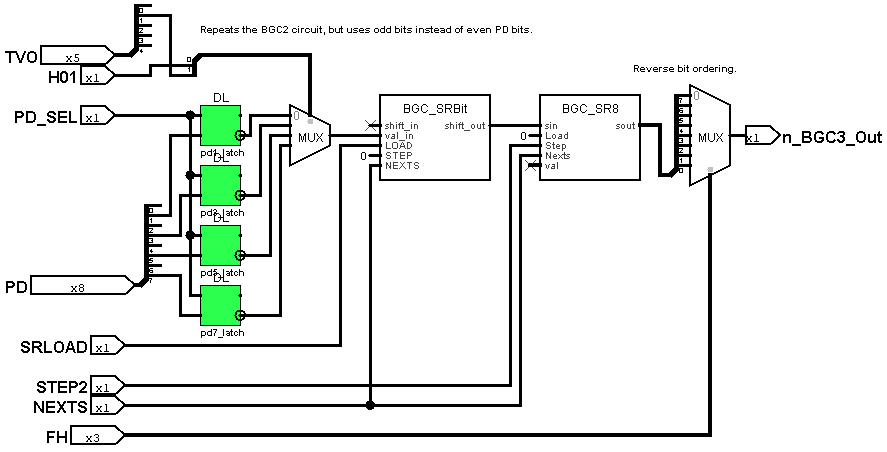 Repeats the BGC2 circuit, but uses odd bits instead of even PD bits.
TVO x5
0
1
2
3
4
H01 x1
0
1
Reverse bit ordering.
PD_SEL x1
DL
pd1_latch
DL
pd3_latch
DL
pd5_latch
DL
pd7_latch
0
MUX
BGC_SRBit
shift_in shift_out
val_in
LOAD
0 STEP
NEXTS
BGC_SR8
sin sout
0 Load
Step
Nexts
val
7
6
5
4
3
2
1
0
0
MUX
x1 n_BGC3_Out
0
1
2
3
4
5
6
7
PD x8
SRLOAD x1
STEP2 x1
NEXTS x1
FH x3